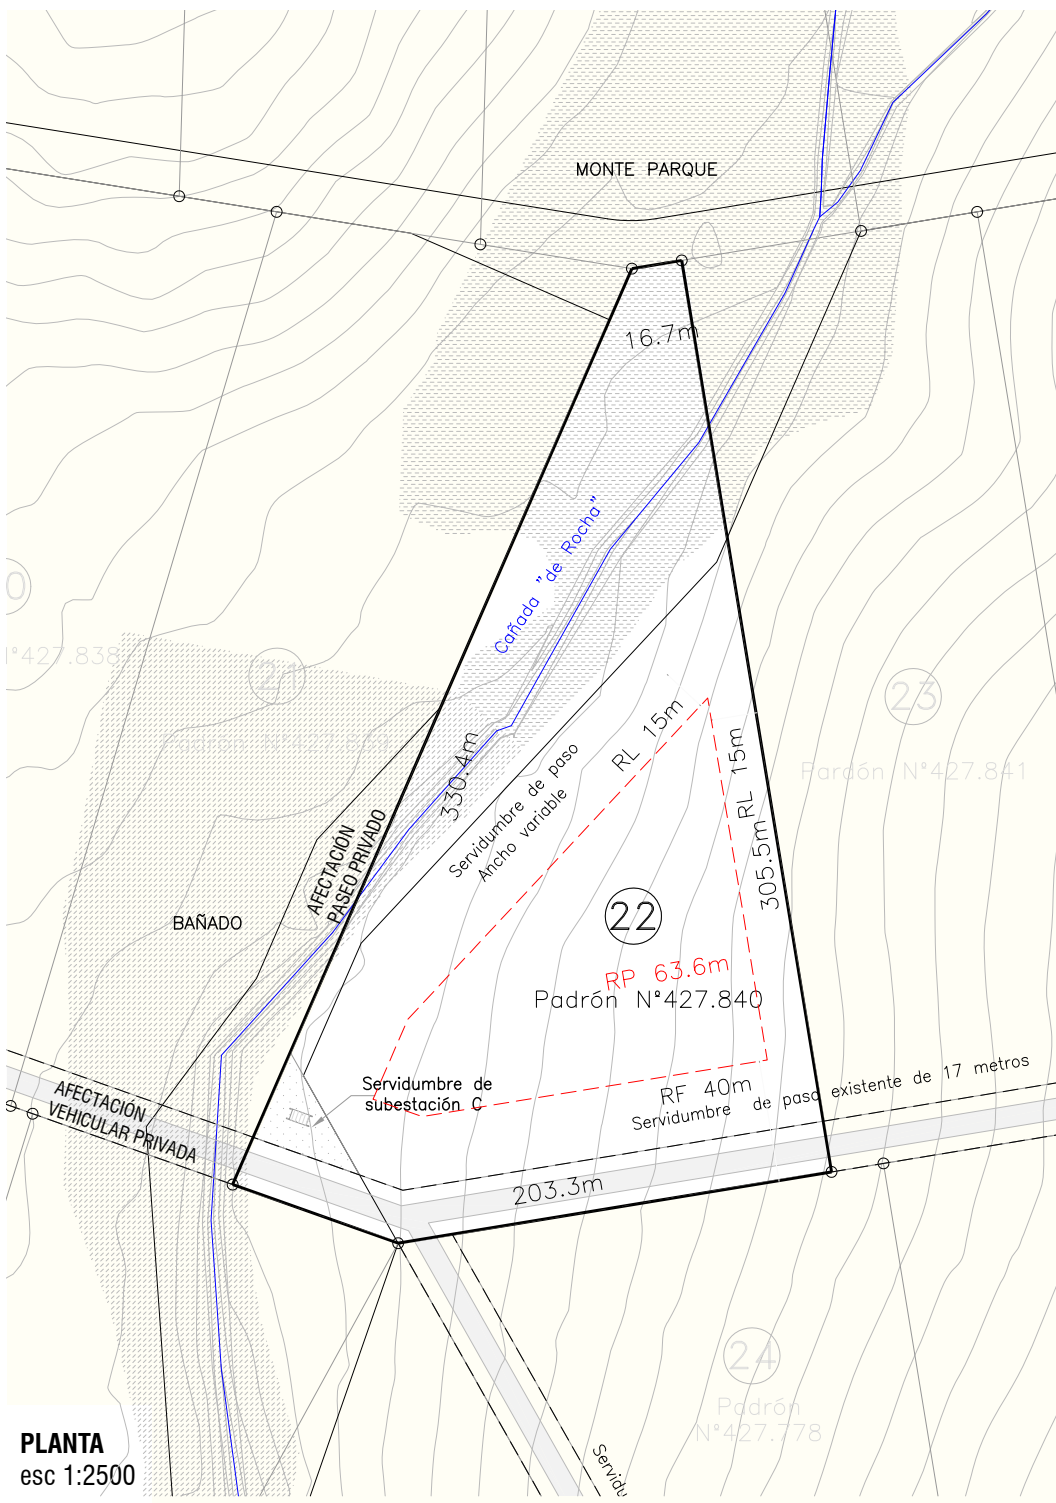 MONTE PARQUE
16.7m
Cañada "de Rocha"
N°427.838
21
23
Pardón N°427.841
330.4m
RL 15m
Servidumbre de paso
Ancho variable
RL 15m
305.5m
AFECTACIÓN
PASEO PRIVADO
BAÑADO
22
RP 63.6m
Padrón N°427.840
Servidumbre de
subestación C
RF 40m
Servidumbre de paso existente de 17 metros
AFECTACIÓN
VEHICULAR PRIVADA
203.3m
24
Padrón
N°427.778
PLANTA
esc 1:2500
Servidu